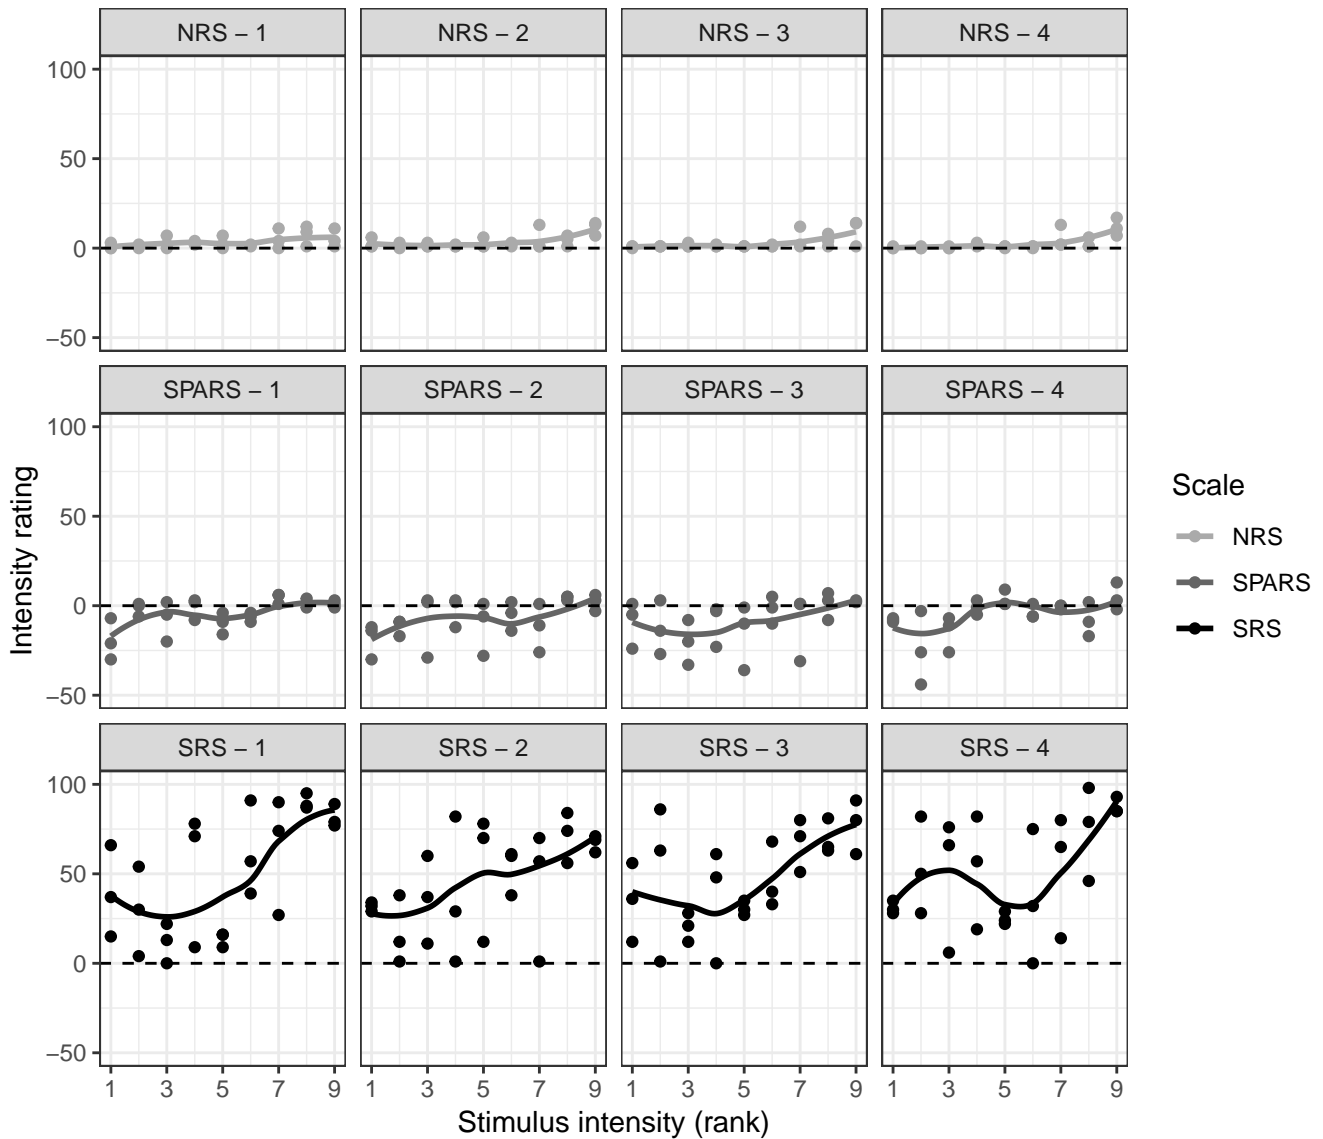 NRS – 1 NRS – 2 NRS – 3 NRS – 4
100
50
0
−50
SPARS – 1 SPARS – 2 SPARS – 3 SPARS – 4
100
50
0
−50
SRS – 1 SRS – 2 SRS – 3 SRS – 4
100
50
0
−50
1 3 5 7 9 1 3 5 7 9 1 3 5 7 9 1 3 5 7 9
Stimulus intensity (rank)
Intensity rating
Scale
NRS
SPARS
SRS